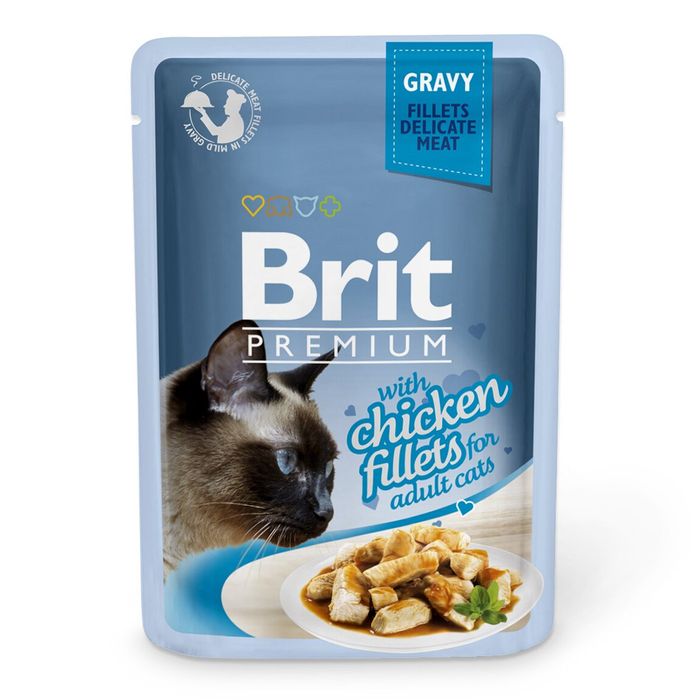 DELICATE MEAT FILLETS IN MILD GRAVY
GRAVY
FILLETS
DELICATE
MEAT
Brit
PREMIUM
with
chicken
fillets for
adult cats